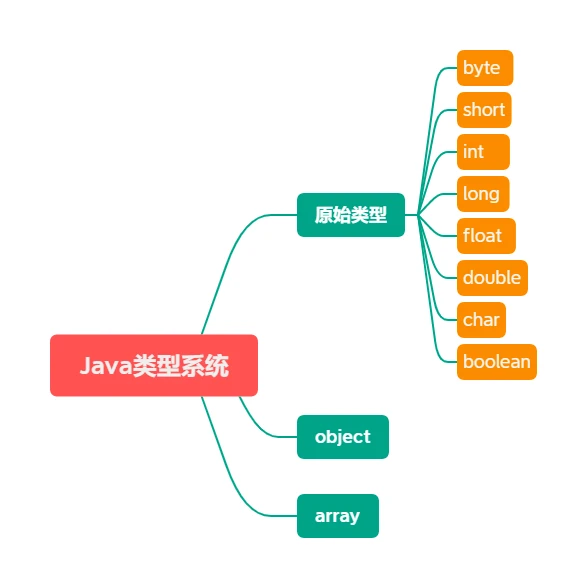 Java类型系统
原始类型
byte
short
int
long
float
double
char
boolean
object
array